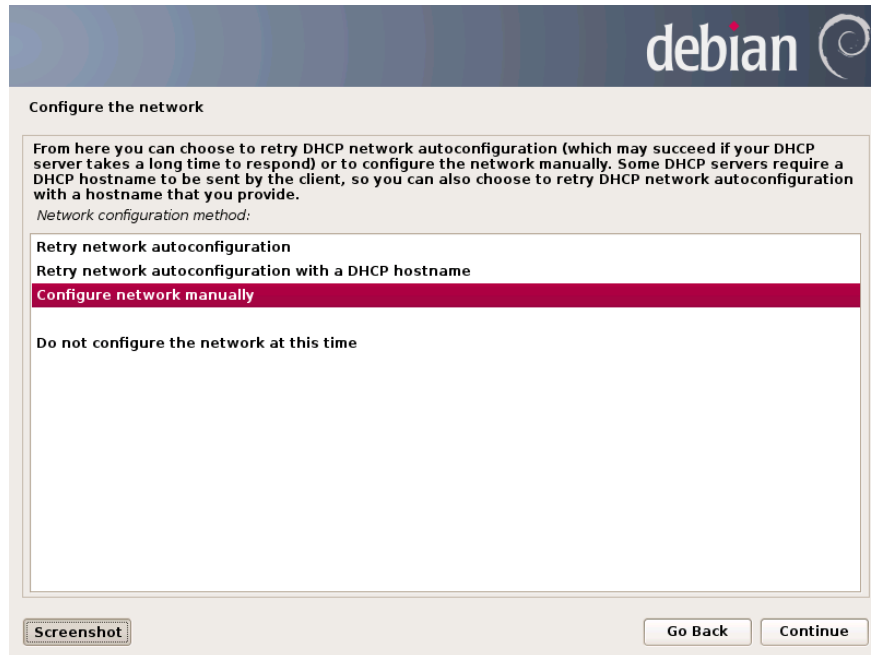 debian
Configure the network
From here you can choose to retry DHCP network autoconfiguration (which may succeed if your DHCP
server takes a long time to respond) or to configure the network manually. Some DHCP servers require a
DHCP hostname to be sent by the client, so you can also choose to retry DHCP network autoconfiguration
with a hostname that you provide.
Network configuration method:
Retry network autoconfiguration
Retry network autoconfiguration with a DHCP hostname
Configure network manually
Do not configure the network at this time
Screenshot
Go Back
Continue